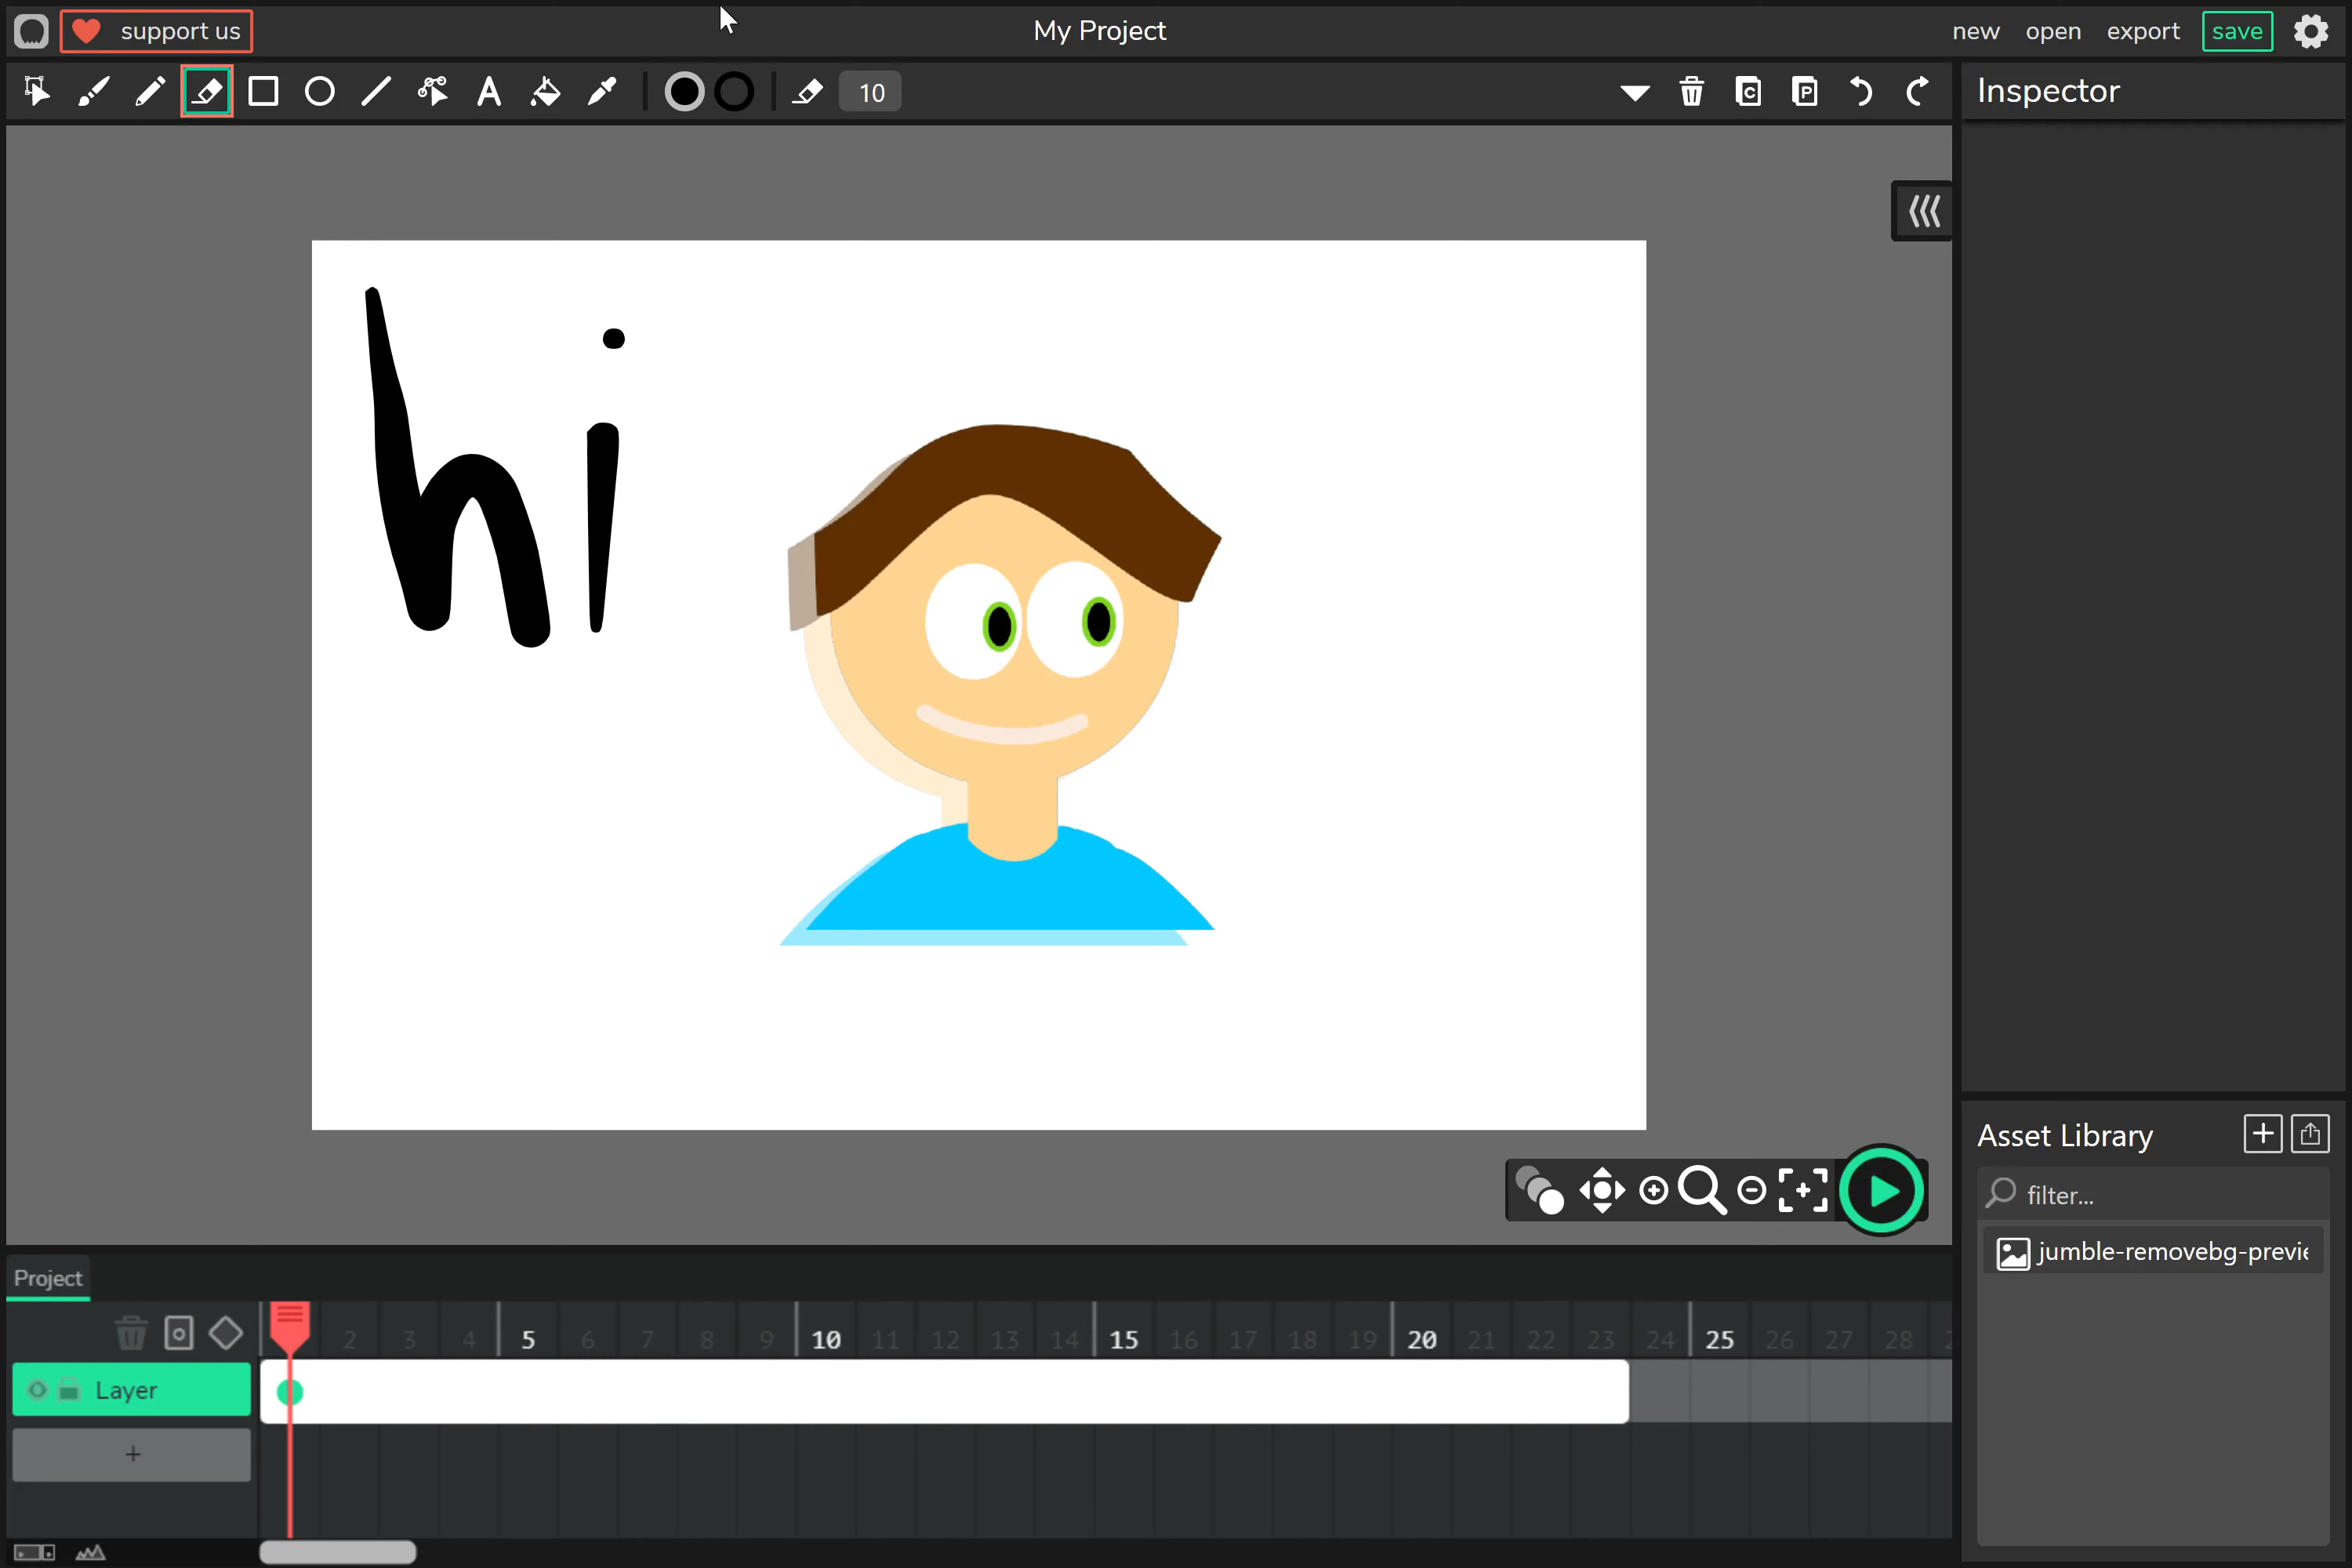 support us
My Project
new open export save
10
Inspector
hi
Asset Library
filter...
jumble-removebg-previe
Project
2 3 4 5 6 7 8 9 10 11 12 13 14 15 16 17 18 19 20 21 22 23 24 25 26 27 28
Layer